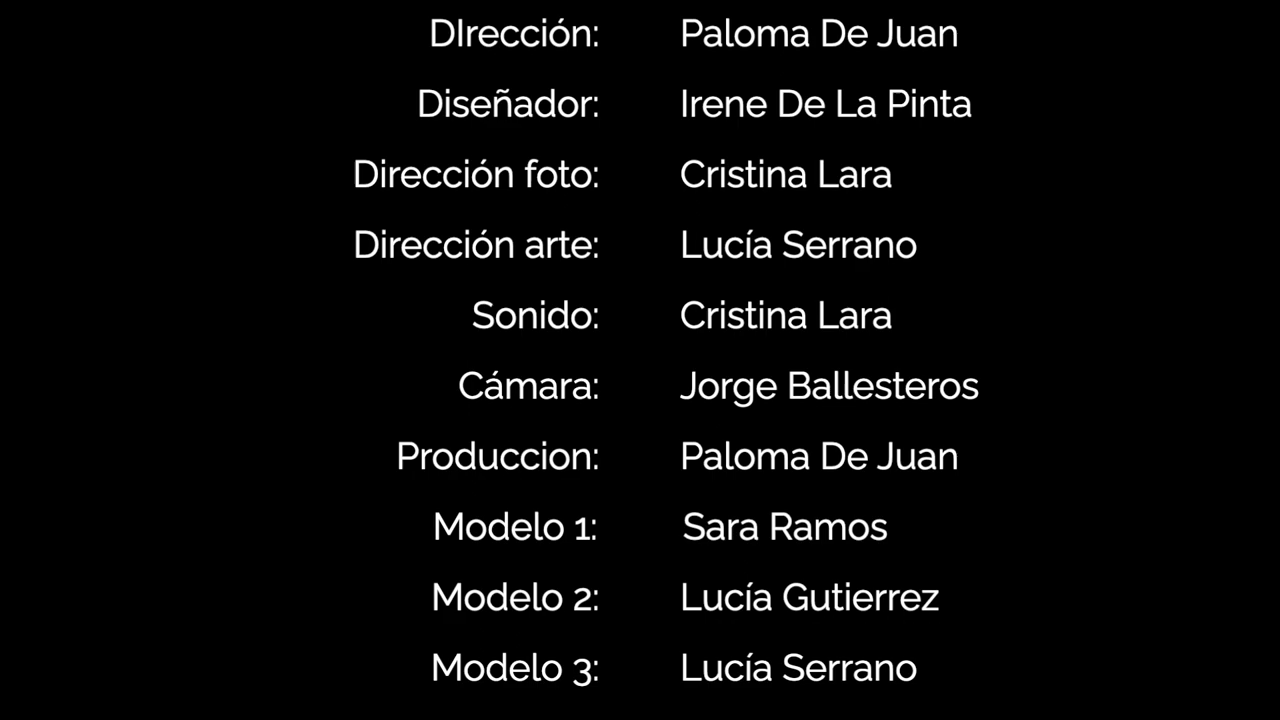 DIrección: Paloma De Juan
Diseñador: Irene De La Pinta
Dirección foto: Cristina Lara
Dirección arte: Lucía Serrano
Sonido: Cristina Lara
Cámara: Jorge Ballesteros
Produccion: Paloma De Juan
Modelo 1: Sara Ramos
Modelo 2: Lucía Gutierrez
Modelo 3: Lucía Serrano